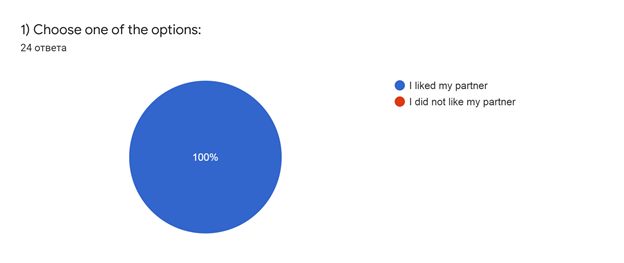 1) Choose one of the options:
24 ответа
I liked my partner
I did not like my partner
100%